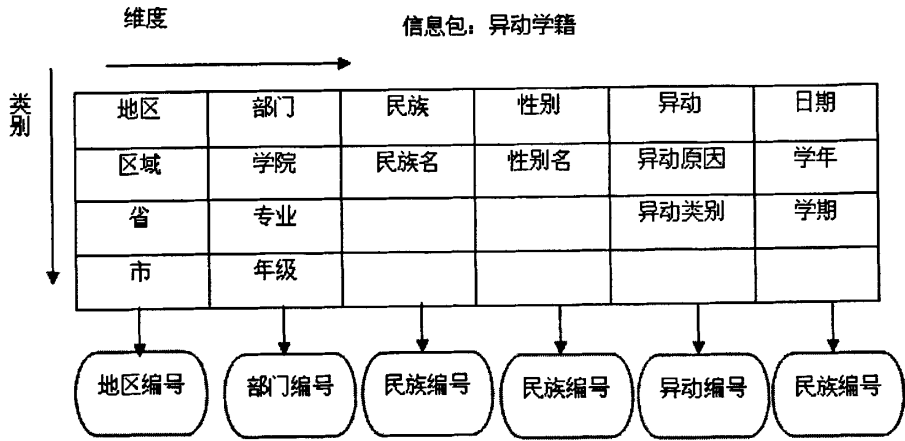 维度
信息包：异动学籍
类别
地区 部门 民族 性别 异动 日期
区域 学院 民族名 性别名 异动原因 学年
省 专业 异动类别 学期
市 年级
地区编号 部门编号 民族编号 民族编号 异动编号 民族编号